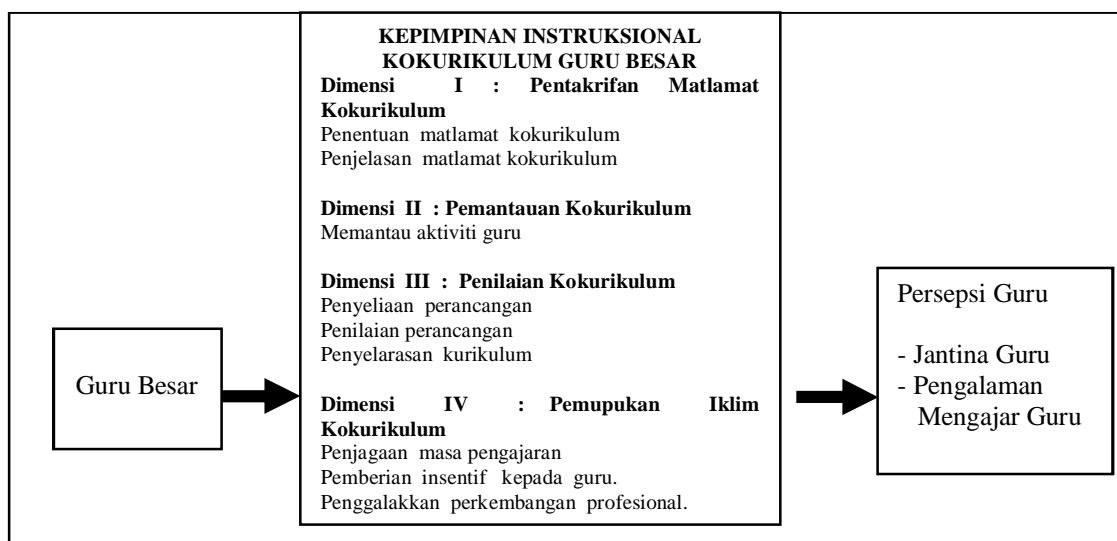 Guru Besar
KEPIMPINAN INSTRUKSIONAL
KOKURIKULUM GURU BESAR
Dimensi I : Pentakrifan Matlamat
Kokurikulum
Penentuan matlamat kokurikulum
Penjelasan matlamat kokurikulum
Dimensi II : Pemantauan Kokurikulum
Memantau aktiviti guru
Dimensi III : Penilaian Kokurikulum
Penyeliaan perancangan
Penilaian perancangan
Penyelarasan kurikulum
Dimensi IV : Pemupukan Iklim
Kokurikulum
Penjagaan masa pengajaran
Pemberian insentif kepada guru.
Penggalakkan perkembangan profesional.
Persepsi Guru
- Jantina Guru
- Pengalaman
Mengajar Guru